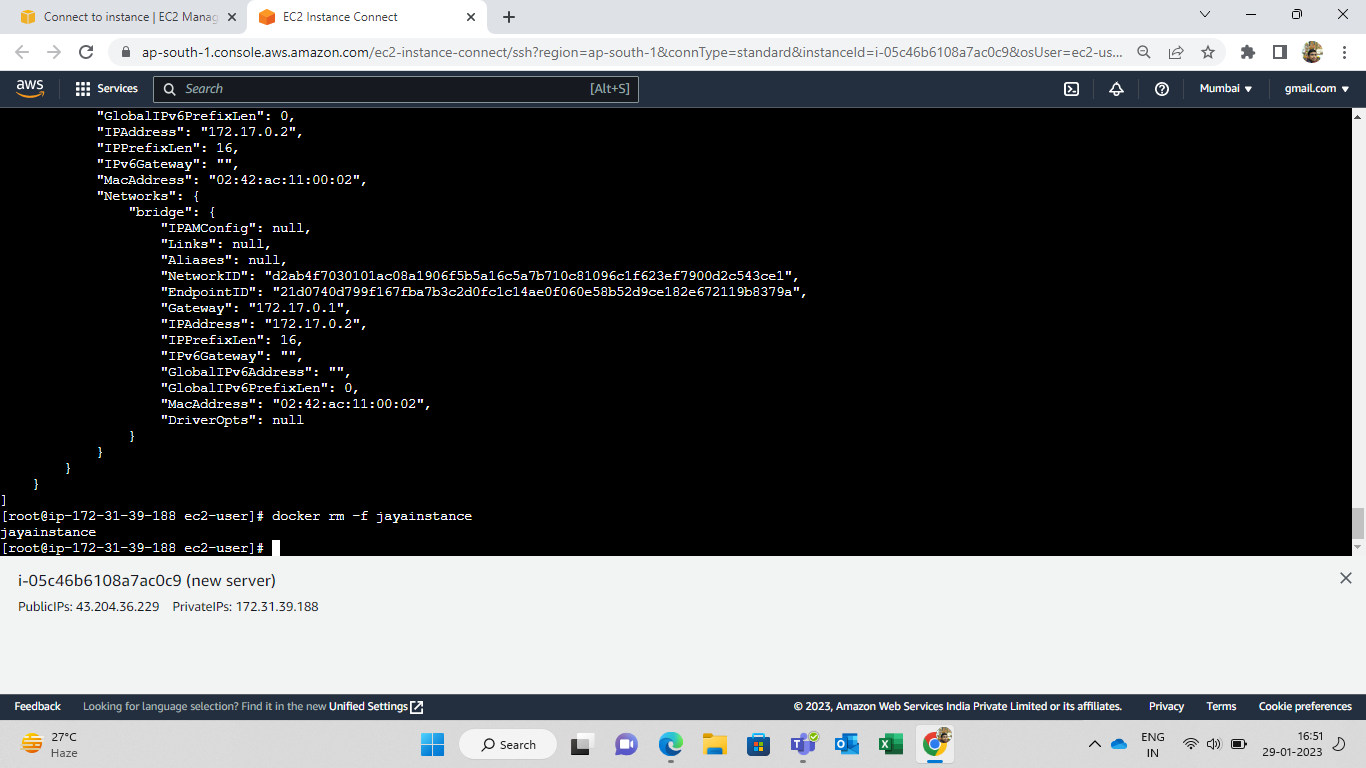 Connect to instance | EC2 Manag
EC2 Instance Connect
ap-south-1.console.aws.amazon.com/ec2-instance-connect/ssh?region=ap-south-1&connType=standard&instanceId=i-05c46b6108a7ac0c9&osUser=ec2-us...
aws
Services
Search
[Alt+S]
Mumbai
gmail.com
"GlobalIPv6PrefixLen": 0,
"IPAddress": "172.17.0.2",
"IPPrefixLen": 16,
"IPv6Gateway": "",
"MacAddress": "02:42:ac:11:00:02",
"Networks": {
"bridge": {
"IPAMConfig": null,
"Links": null,
"Aliases": null,
"NetworkID": "d2ab4f7030101ac08a1906f5b5a16c5a7b710c81096c1f623ef7900d2c543ce1",
"EndpointID": "21d0740d799f167fba7b3c2d0fc1c14ae0f060e58b52d9ce182e672119b8379a",
"Gateway": "172.17.0.1",
"IPAddress": "172.17.0.2",
"IPPrefixLen": 16,
"IPv6Gateway": "",
"GlobalIPv6Address": "",
"GlobalIPv6PrefixLen": 0,
"MacAddress": "02:42:ac:11:00:02",
"DriverOpts": null
}
}
}
}
]
[root@ip-172-31-39-188 ec2-user]# docker rm -f jayainstance
jayainstance
[root@ip-172-31-39-188 ec2-user]#
i-05c46b6108a7ac0c9 (new server)
PublicIPs: 43.204.36.229 PrivateIPs: 172.31.39.188
Feedback
Looking for language selection? Find it in the new Unified Settings
© 2023, Amazon Web Services India Private Limited or its affiliates.
Privacy
Terms
Cookie preferences
27°C
Haze
Search
ENG
IN
16:51
29-01-2023